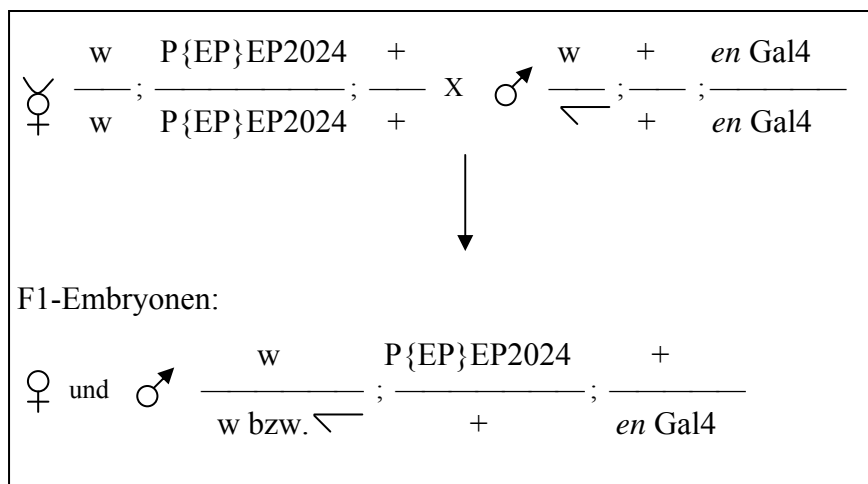 w P{EP}EP2024 + w + en Gal4
; ; X ; ;
w P{EP}EP2024 + + en Gal4
F1-Embryonen:
w P{EP}EP2024 +
und ; ;
w bzw. + en Gal4